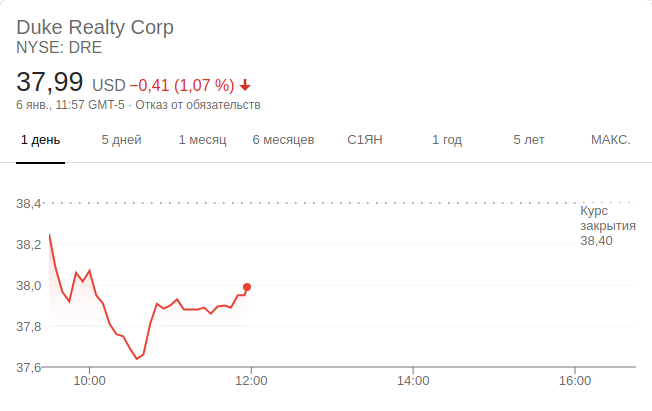 Duke Realty Corp
NYSE: DRE
37,99 USD −0,41 (1,07 %)
6 янв., 11:57 GMT-5 · Отказ от обязательств
1 день 5 дней 1 месяц 6 месяцев С1ЯН 1 год 5 лет МАКС.
38,4
Курс
закрытия
38,40
38,2
38,0
37,8
37,6
10:00 12:00 14:00 16:00